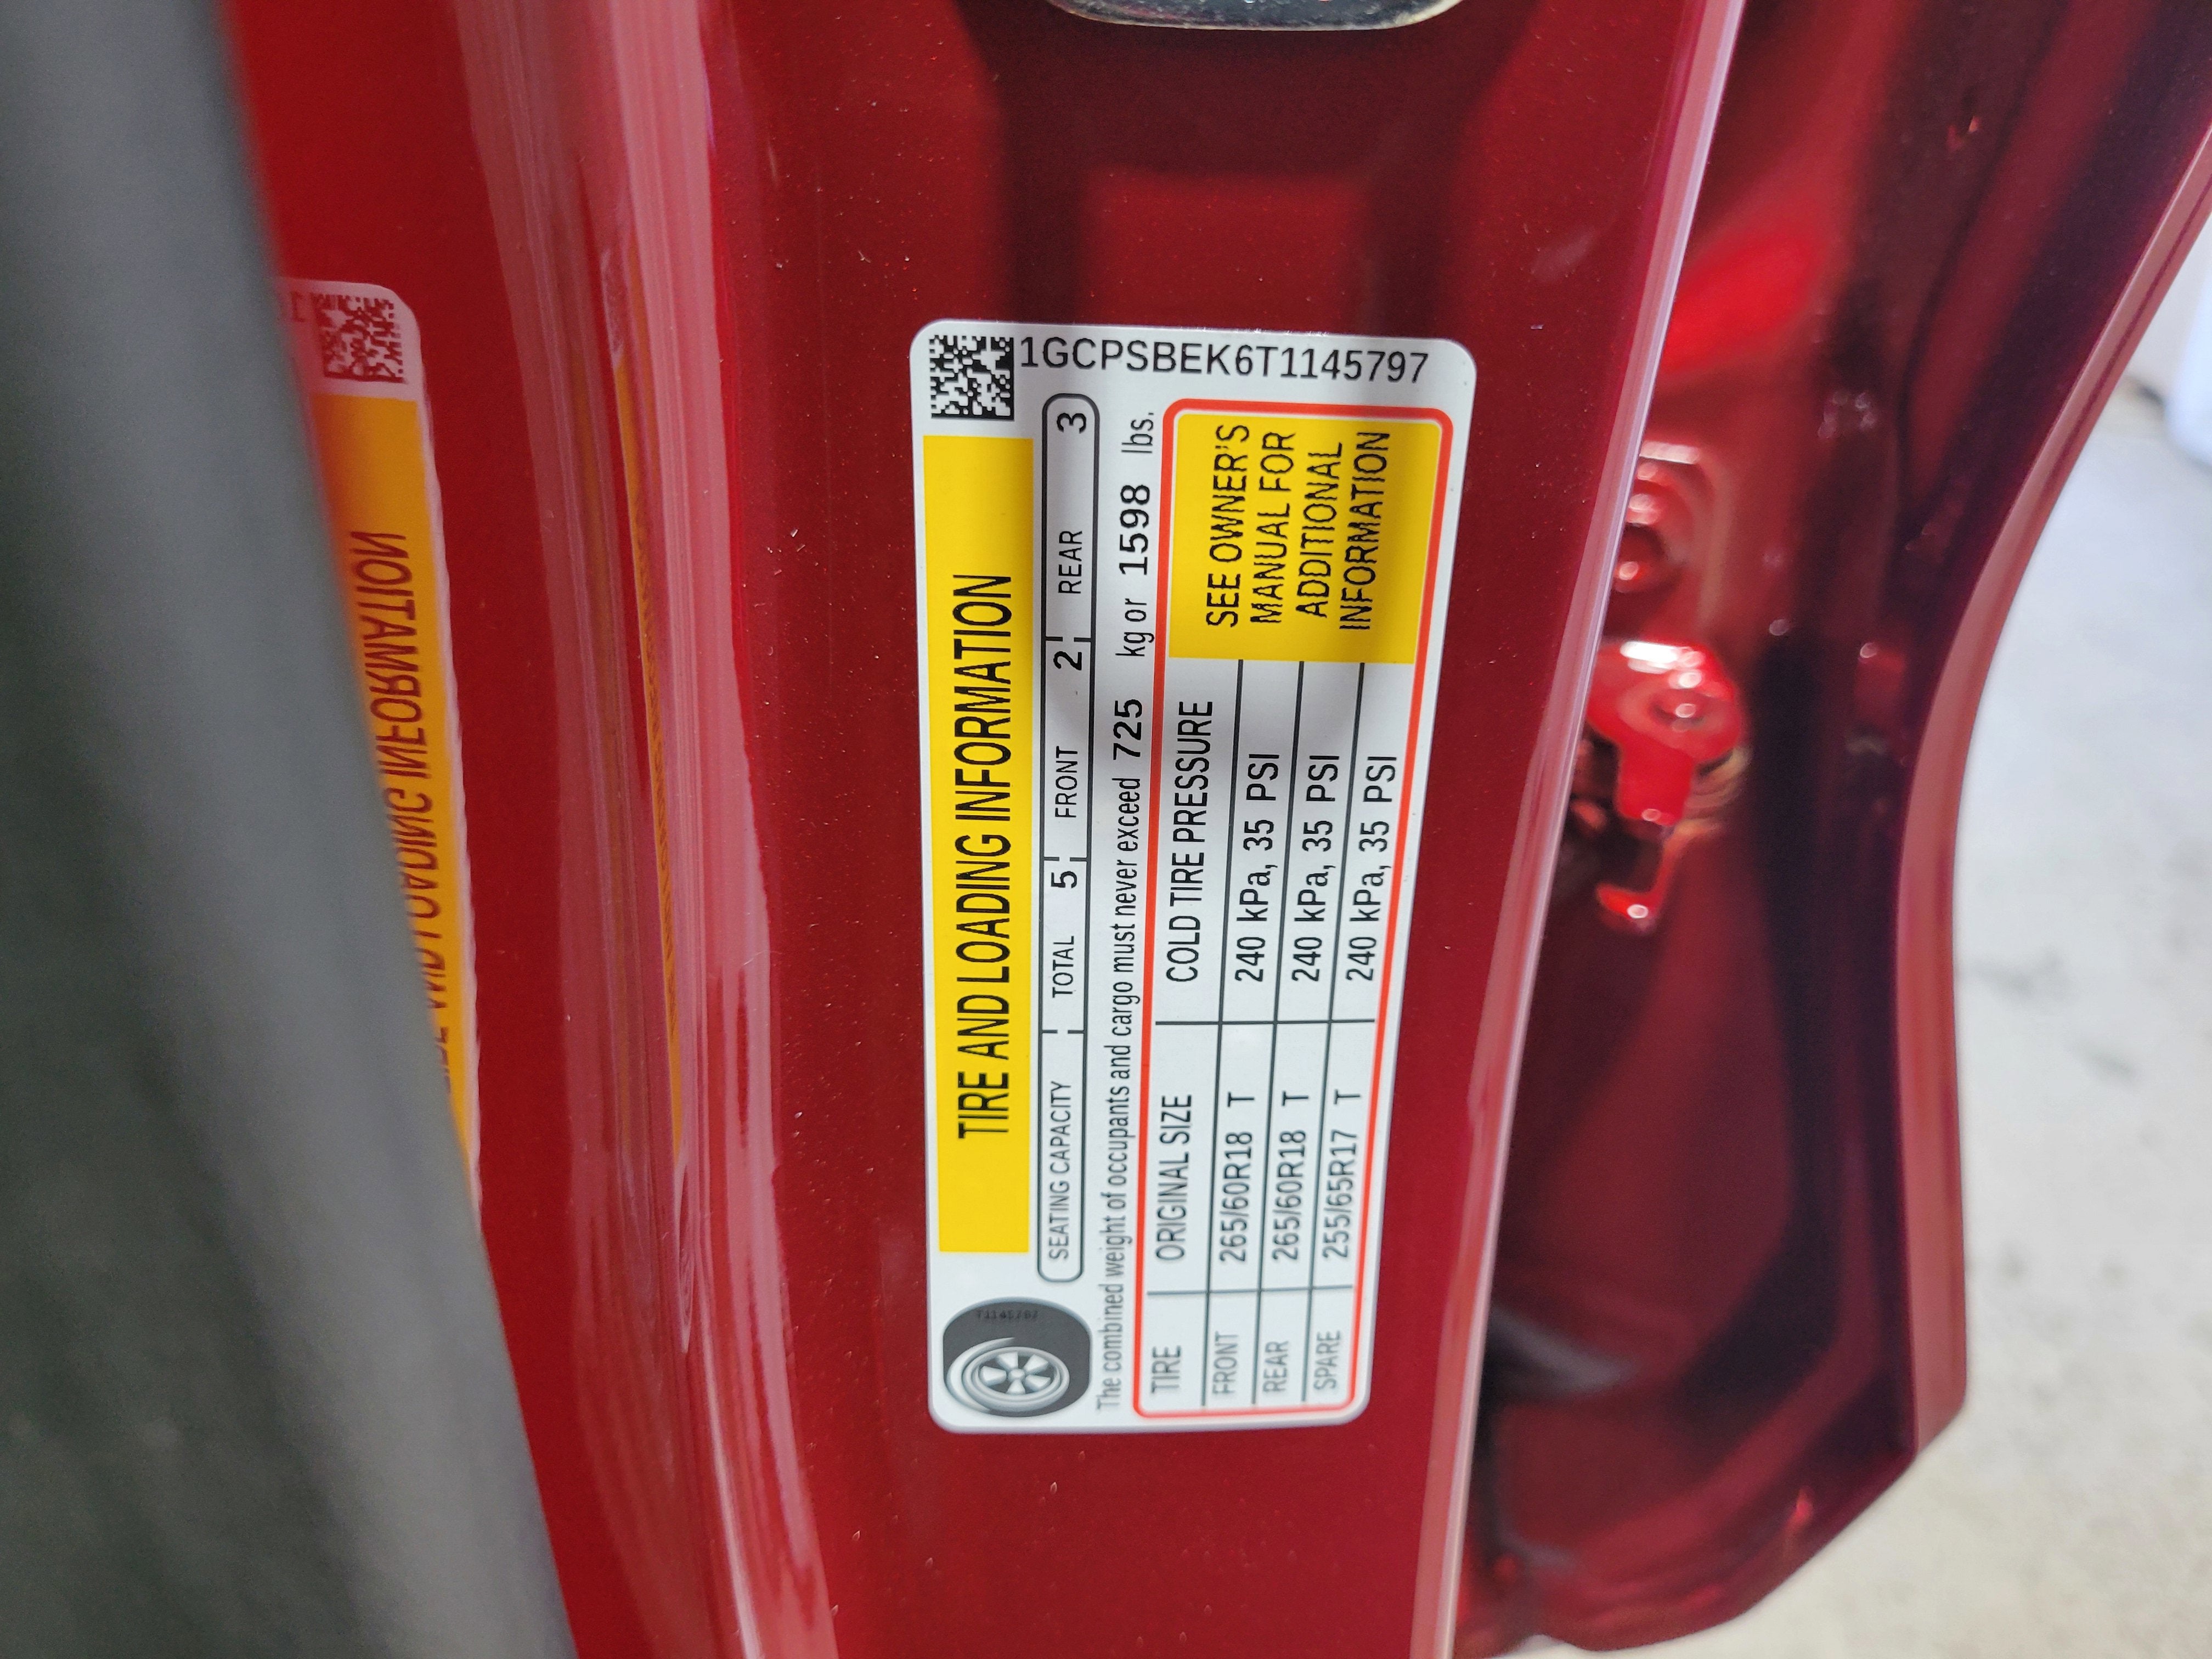 1GCPSBEK6T1145797
TIRE AND LOADING INFORMATION
SEATING CAPACITY TOTAL 5 FRONT 2 REAR 3
The combined weight of occupants and cargo must never exceed 725 kg or 1598 lbs.
TIRE ORIGINAL SIZE COLD TIRE PRESSURE
FRONT 265/60R18 T 240 kPa, 35 PSI
REAR 265/60R18 T 240 kPa, 35 PSI
SPARE 255/65R17 T 240 kPa, 35 PSI
SEE OWNER'S
MANUAL FOR
ADDITIONAL
INFORMATION
T1145797